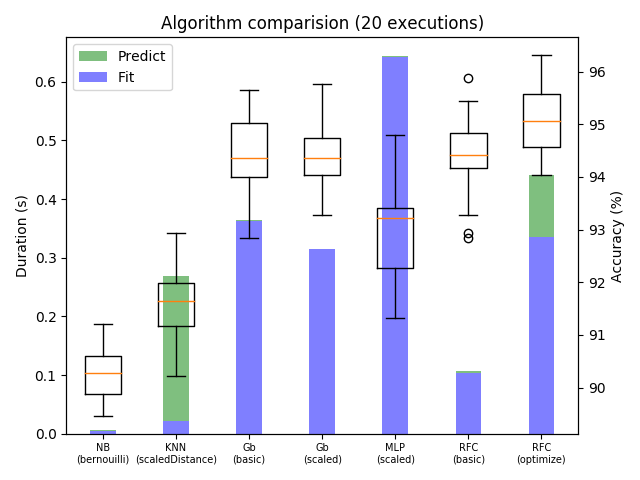 Algorithm comparision (20 executions)
Predict
Fit
Duration (s)
0.6
0.5
0.4
0.3
0.2
0.1
0.0
96
95
94
93
92
91
90
Accuracy (%)
NB
(bernouilli)
KNN
(scaledDistance)
Gb
(basic)
Gb
(scaled)
MLP
(scaled)
RFC
(basic)
RFC
(optimize)